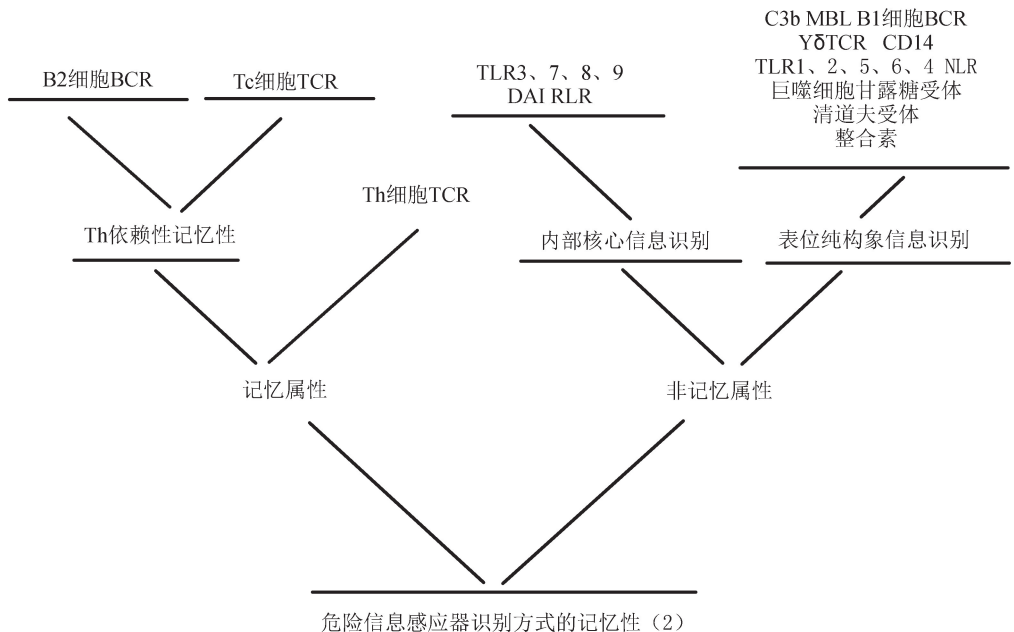 C3b MBL B1细胞BCR
YδTCR CD14
TLR1、2、5、6、4 NLR
巨噬细胞甘露糖受体
清道夫受体
整合素
B2细胞BCR
Tc细胞TCR
TLR3、7、8、9
DAI RLR
Th细胞TCR
Th依赖性记忆性
内部核心信息识别
表位纯构象信息识别
记忆属性
非记忆属性
危险信息感应器识别方式的记忆性（2）